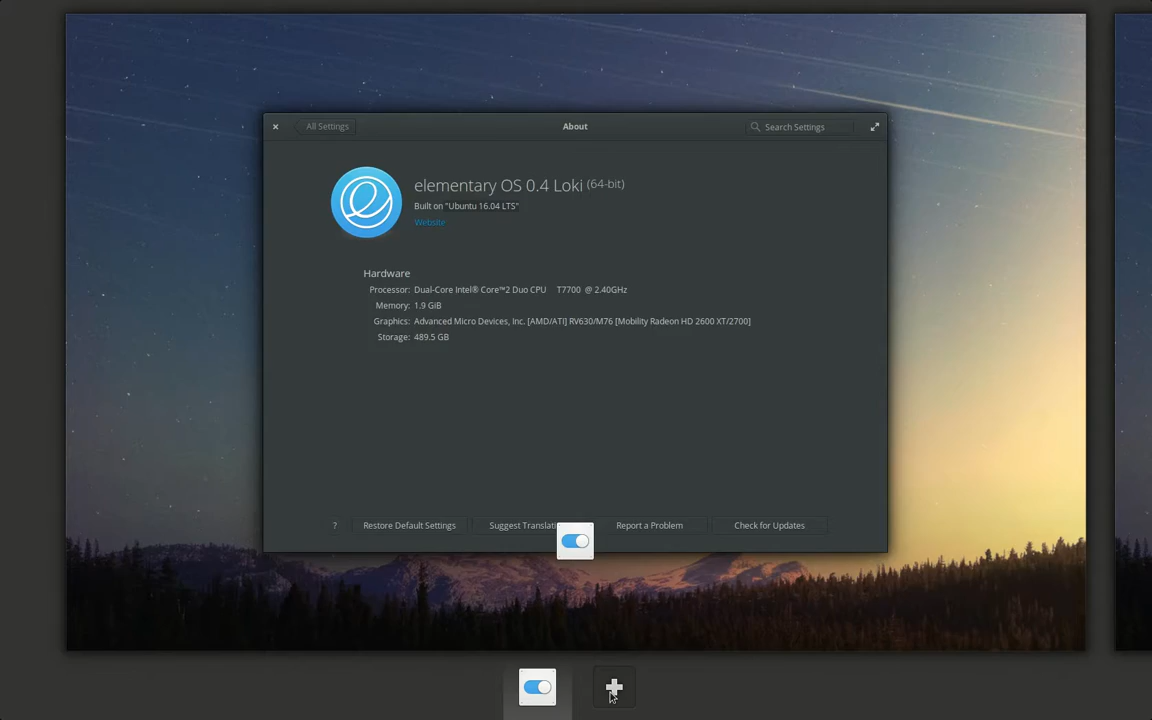 All Settings
About
Search Settings
elementary OS 0.4 Loki (64-bit)
Built on "Ubuntu 16.04 LTS"
Website
Hardware
Processor: Dual-Core Intel® Core™2 Duo CPU T7700 @ 2.40GHz
Memory: 1.9 GiB
Graphics: Advanced Micro Devices, Inc. [AMD/ATI] RV630/M76 [Mobility Radeon HD 2600 XT/2700]
Storage: 489.5 GB
? Restore Default Settings Suggest Translati Report a Problem Check for Updates